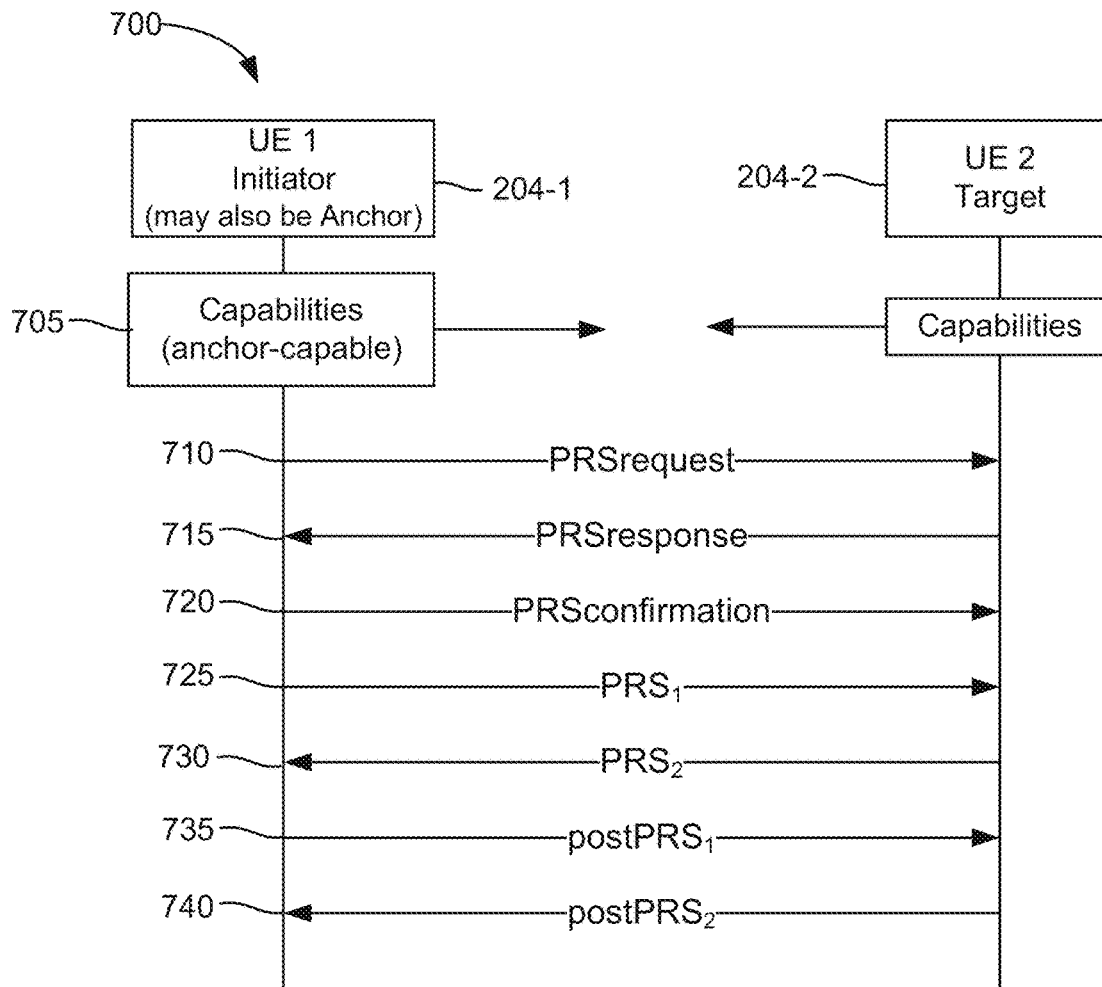 700
UE 1
Initiator
(may also be Anchor)
204-1
204-2
UE 2
Target
705
Capabilities
(anchor-capable)
Capabilities
710
PRSrequest
715
PRSresponse
720
PRSconfirmation
725
PRS₁
730
PRS₂
735
postPRS₁
740
postPRS₂